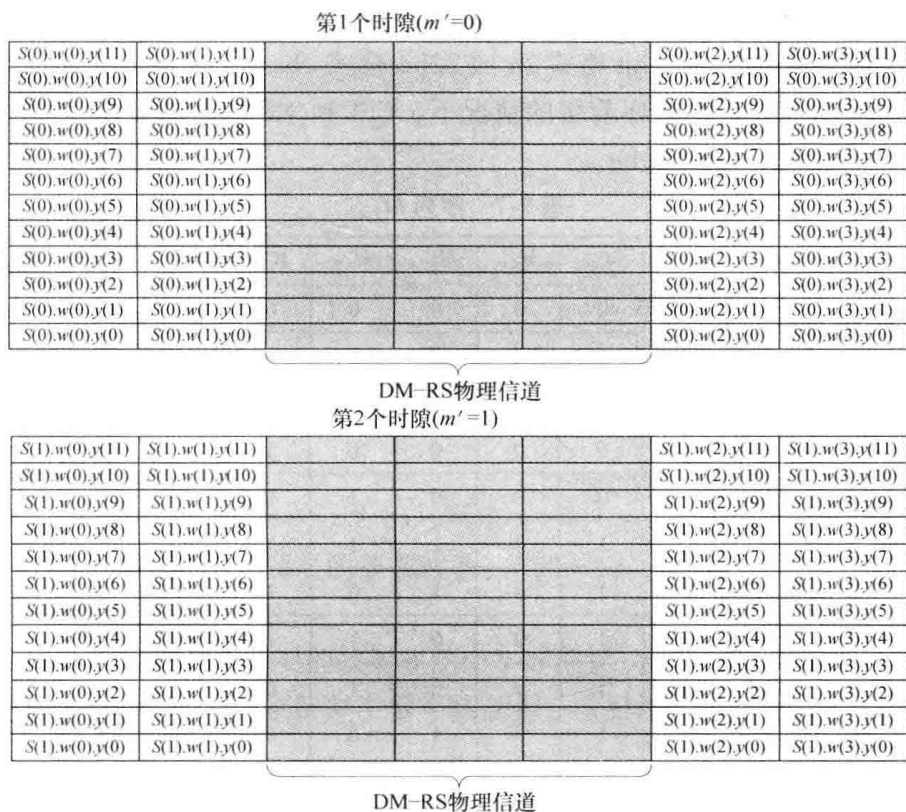 第1个时隙(m′=0)
S(0).w(0).y(11) S(0).w(1).y(11) S(0).w(2).y(11) S(0).w(3).y(11)
S(0).w(0).y(10) S(0).w(1).y(10) S(0).w(2).y(10) S(0).w(3).y(10)
S(0).w(0).y(9) S(0).w(1).y(9) S(0).w(2).y(9) S(0).w(3).y(9)
S(0).w(0).y(8) S(0).w(1).y(8) S(0).w(2).y(8) S(0).w(3).y(8)
S(0).w(0).y(7) S(0).w(1).y(7) S(0).w(2).y(7) S(0).w(3).y(7)
S(0).w(0).y(6) S(0).w(1).y(6) S(0).w(2).y(6) S(0).w(3).y(6)
S(0).w(0).y(5) S(0).w(1).y(5) S(0).w(2).y(5) S(0).w(3).y(5)
S(0).w(0).y(4) S(0).w(1).y(4) S(0).w(2).y(4) S(0).w(3).y(4)
S(0).w(0).y(3) S(0).w(1).y(3) S(0).w(2).y(3) S(0).w(3).y(3)
S(0).w(0).y(2) S(0).w(1).y(2) S(0).w(2).y(2) S(0).w(3).y(2)
S(0).w(0).y(1) S(0).w(1).y(1) S(0).w(2).y(1) S(0).w(3).y(1)
S(0).w(0).y(0) S(0).w(1).y(0) S(0).w(2).y(0) S(0).w(3).y(0)
DM-RS物理信道
第2个时隙(m′=1)
S(1).w(0).y(11) S(1).w(1).y(11) S(1).w(2).y(11) S(1).w(3).y(11)
S(1).w(0).y(10) S(1).w(1).y(10) S(1).w(2).y(10) S(1).w(3).y(10)
S(1).w(0).y(9) S(1).w(1).y(9) S(1).w(2).y(9) S(1).w(3).y(9)
S(1).w(0).y(8) S(1).w(1).y(8) S(1).w(2).y(8) S(1).w(3).y(8)
S(1).w(0).y(7) S(1).w(1).y(7) S(1).w(2).y(7) S(1).w(3).y(7)
S(1).w(0).y(6) S(1).w(1).y(6) S(1).w(2).y(6) S(1).w(3).y(6)
S(1).w(0).y(5) S(1).w(1).y(5) S(1).w(2).y(5) S(1).w(3).y(5)
S(1).w(0).y(4) S(1).w(1).y(4) S(1).w(2).y(4) S(1).w(3).y(4)
S(1).w(0).y(3) S(1).w(1).y(3) S(1).w(2).y(3) S(1).w(3).y(3)
S(1).w(0).y(2) S(1).w(1).y(2) S(1).w(2).y(2) S(1).w(3).y(2)
S(1).w(0).y(1) S(1).w(1).y(1) S(1).w(2).y(1) S(1).w(3).y(1)
S(1).w(0).y(0) S(1).w(1).y(0) S(1).w(2).y(0) S(1).w(3).y(0)
DM-RS物理信道